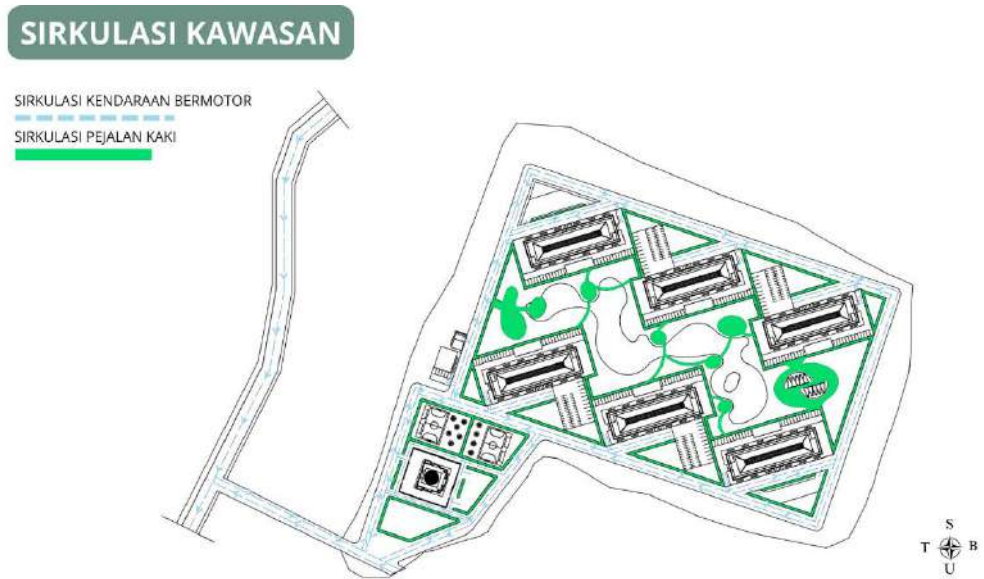 SIRKULASI KAWASAN
SIRKULASI KENDARAAN BERMOTOR
SIRKULASI PEJALAN KAKI
S
T B
U